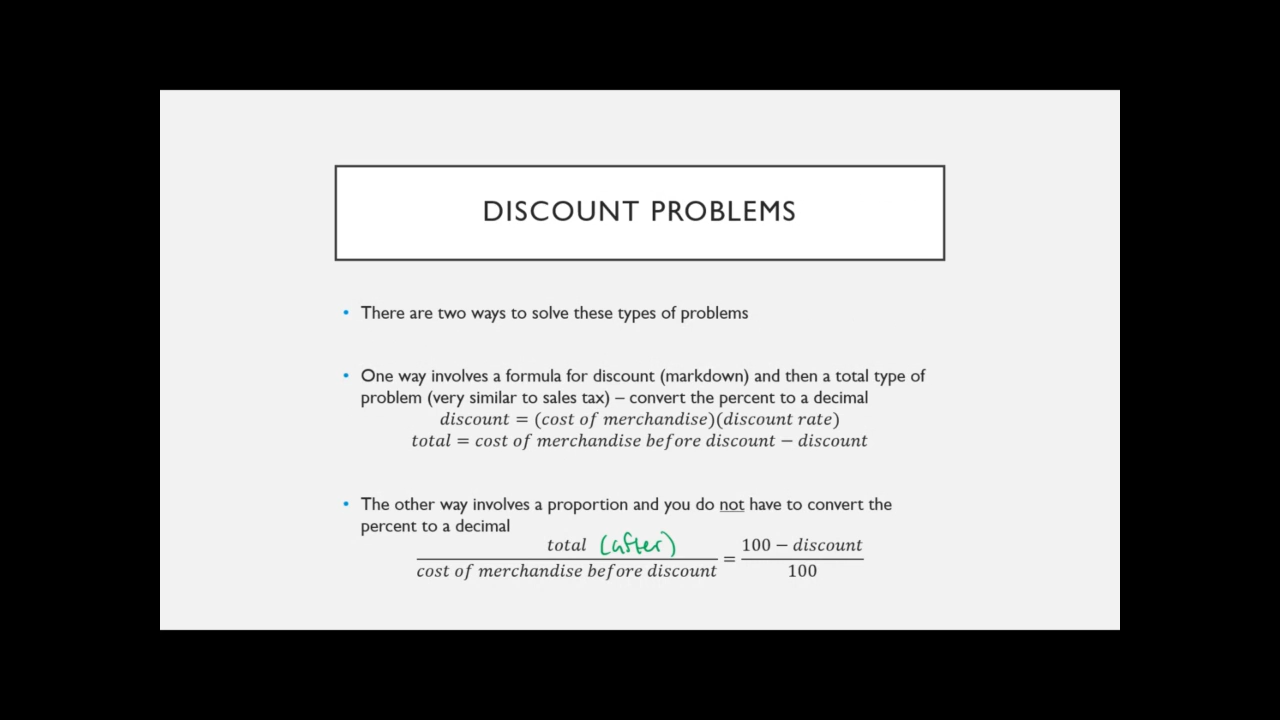 DISCOUNT PROBLEMS
• There are two ways to solve these types of problems
• One way involves a formula for discount (markdown) and then a total type of
problem (very similar to sales tax) – convert the percent to a decimal
discount = (cost of merchandise)(discount rate)
total = cost of merchandise before discount − discount
• The other way involves a proportion and you do not have to convert the
percent to a decimal
total (after)
cost of merchandise before discount
=
100 − discount
100